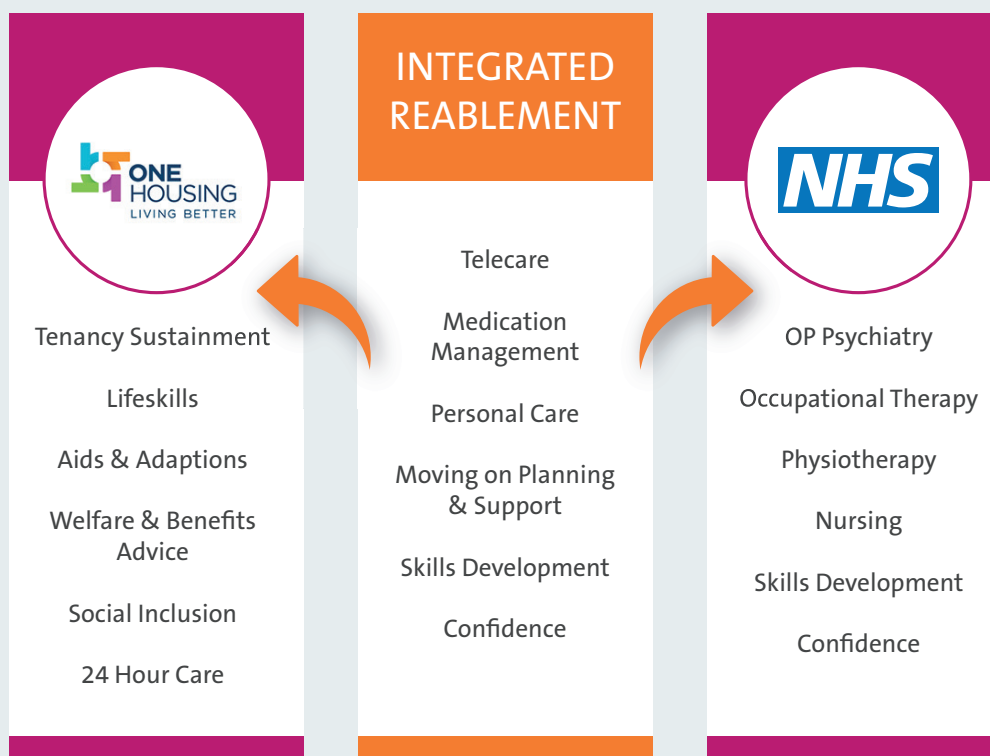 ONE
HOUSING
LIVING BETTER
Tenancy Sustainment
Lifeskills
Aids & Adaptions
Welfare & Benefits
Advice
Social Inclusion
24 Hour Care
INTEGRATED
REABLEMENT
Telecare
Medication
Management
Personal Care
Moving on Planning
& Support
Skills Development
Confidence
NHS
OP Psychiatry
Occupational Therapy
Physiotherapy
Nursing
Skills Development
Confidence